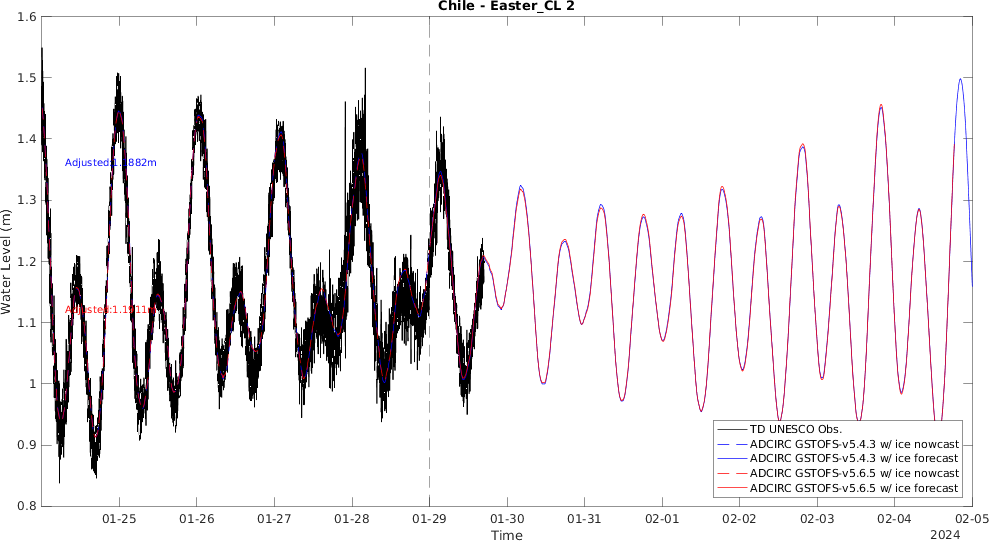 Chile - Easter_CL 2
1.6
1.5
1.4
1.3
1.2
1.1
1
0.9
0.8
Water Level (m)
TD UNESCO Obs.
ADCIRC GSTOFS-v5.4.3 w/ ice nowcast
ADCIRC GSTOFS-v5.4.3 w/ ice forecast
ADCIRC GSTOFS-v5.6.5 w/ ice nowcast
ADCIRC GSTOFS-v5.6.5 w/ ice forecast
01-25 01-26 01-27 01-28 01-29 01-30 01-31 02-01 02-02 02-03 02-04 02-05
Time
2024